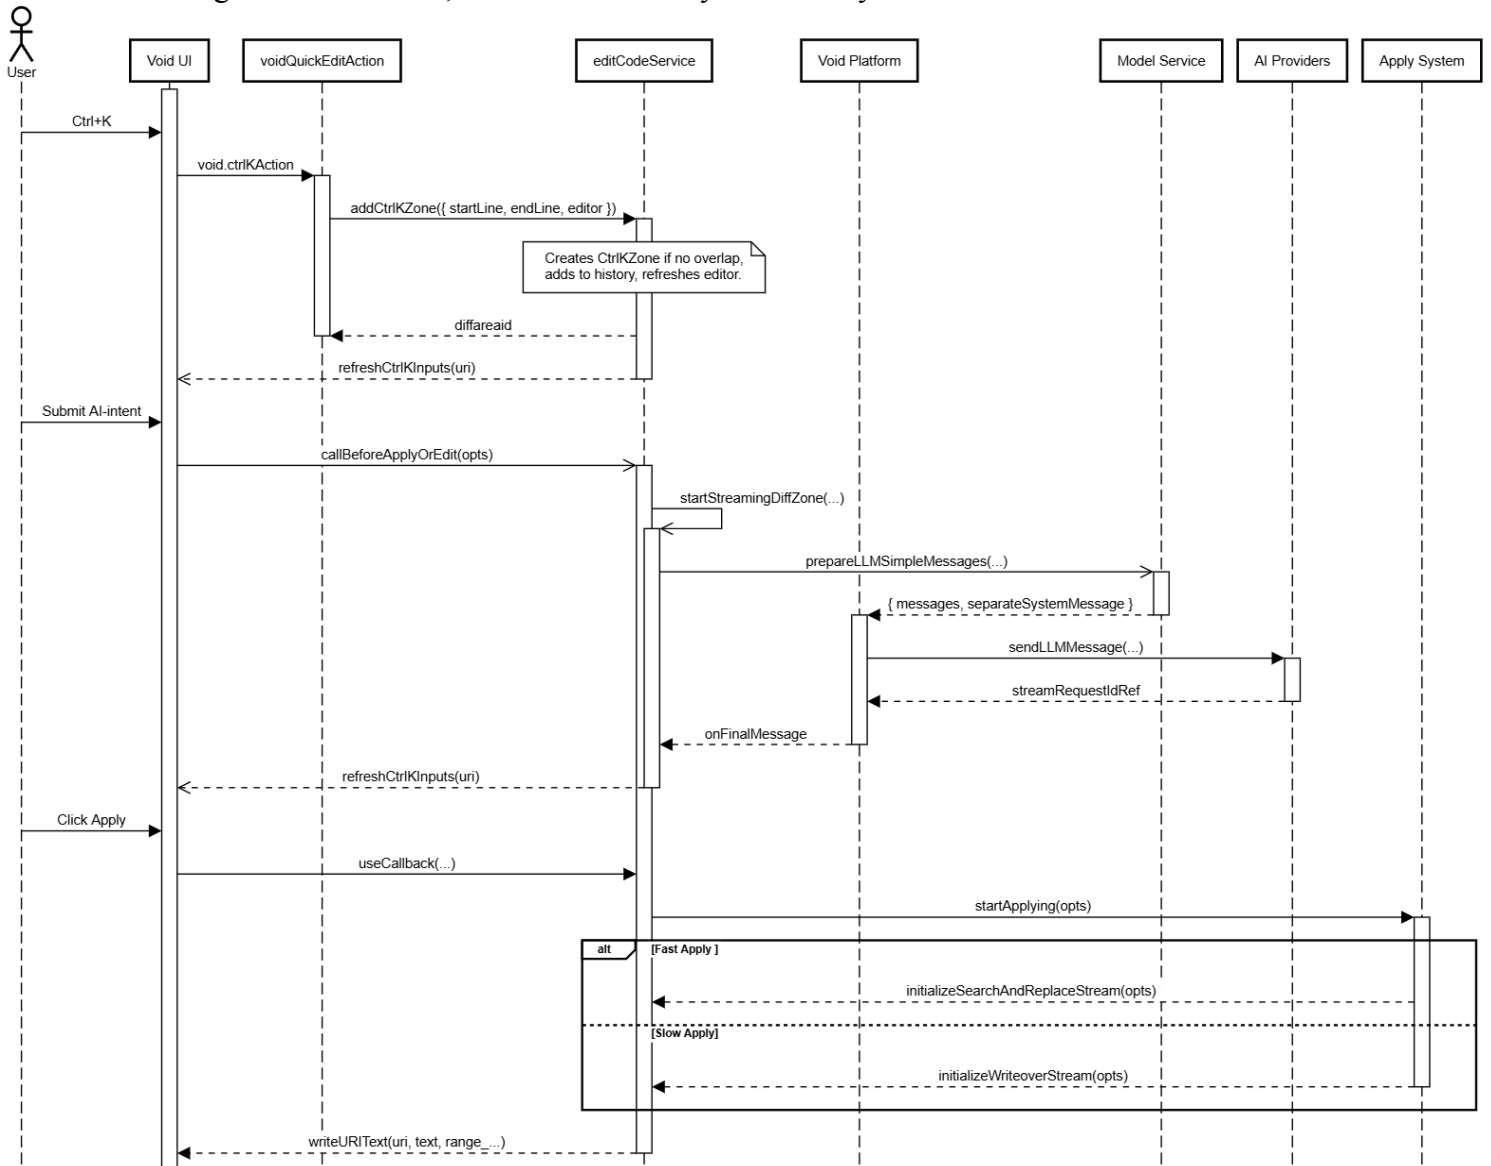 User
Void UI
voidQuickEditAction
editCodeService
Void Platform
Model Service
AI Providers
Apply System
Ctrl+K
void.ctrlKAction
addCtrlKZone({ startLine, endLine, editor })
Creates CtrlKZone if no overlap,
adds to history, refreshes editor.
diffareaid
refreshCtrlKInputs(uri)
Submit AI-intent
callBeforeApplyOrEdit(opts)
startStreamingDiffZone(...)
prepareLLMSimpleMessages(...)
{ messages, separateSystemMessage }
sendLLMMessage(...)
streamRequestIdRef
onFinalMessage
refreshCtrlKInputs(uri)
Click Apply
useCallback(...)
startApplying(opts)
alt
[Fast Apply ]
initializeSearchAndReplaceStream(opts)
[Slow Apply]
initializeWriteoverStream(opts)
writeURIText(uri, text, range_...)